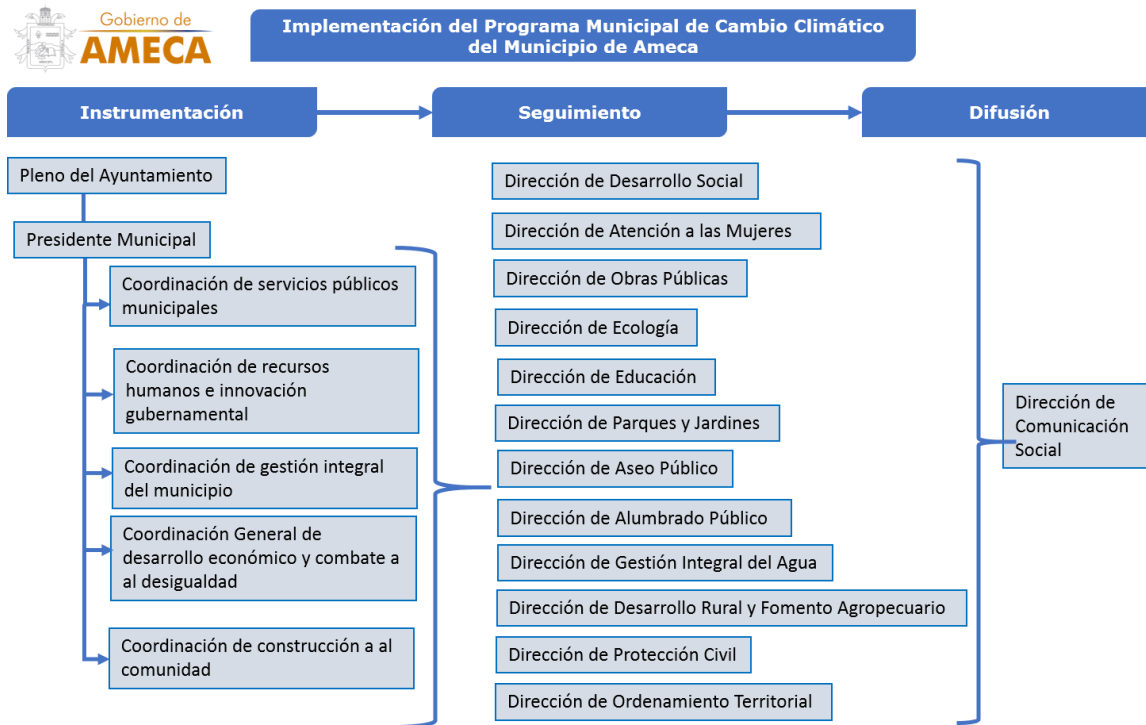 Gobierno de
AMECA
Implementación del Programa Municipal de Cambio Climático
del Municipio de Ameca
Instrumentación
Seguimiento
Difusión
Pleno del Ayuntamiento
Presidente Municipal
Coordinación de servicios públicos
municipales
Coordinación de recursos
humanos e innovación
gubernamental
Coordinación de gestión integral
del municipio
Coordinación General de
desarrollo económico y combate a
al desigualdad
Coordinación de construcción a al
comunidad
Dirección de Desarrollo Social
Dirección de Atención a las Mujeres
Dirección de Obras Públicas
Dirección de Ecología
Dirección de Educación
Dirección de Parques y Jardines
Dirección de Aseo Público
Dirección de Alumbrado Público
Dirección de Gestión Integral del Agua
Dirección de Desarrollo Rural y Fomento Agropecuario
Dirección de Protección Civil
Dirección de Ordenamiento Territorial
Dirección de
Comunicación
Social